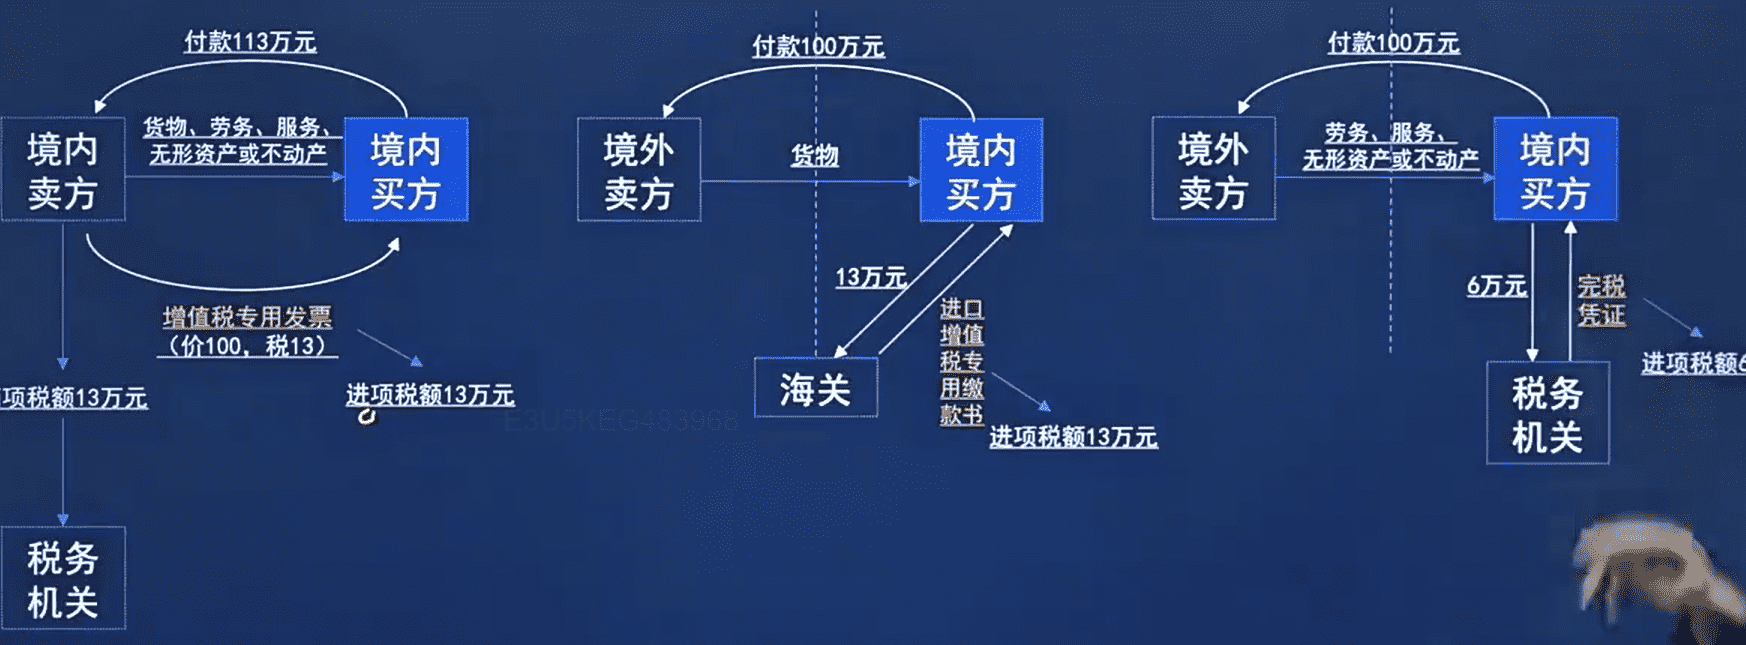 付款113万元
境内
卖方
货物、劳务、服务、
无形资产或不动产
境内
买方
增值税专用发票
（价100，税13）
项税额13万元
进项税额13万元
税务
机关
付款100万元
境外
卖方
货物
境内
买方
13万元
海关
进口
增值
税专
用缴
款书
进项税额13万元
E3U5KEG483968
付款100万元
境外
卖方
劳务、服务、
无形资产或不动产
境内
买方
6万元
完税
凭证
进项税额6
税务
机关